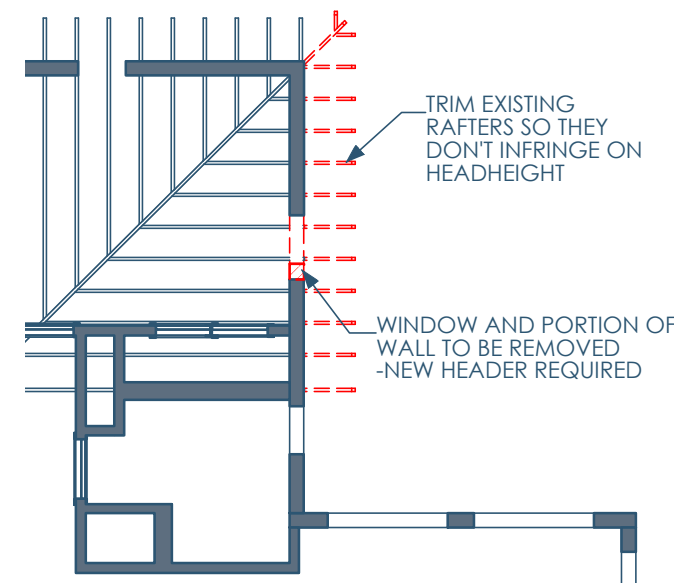 TRIM EXISTING
RAFTERS SO THEY
DON'T INFRINGE ON
HEADHEIGHT
WINDOW AND PORTION OF
WALL TO BE REMOVED
-NEW HEADER REQUIRED